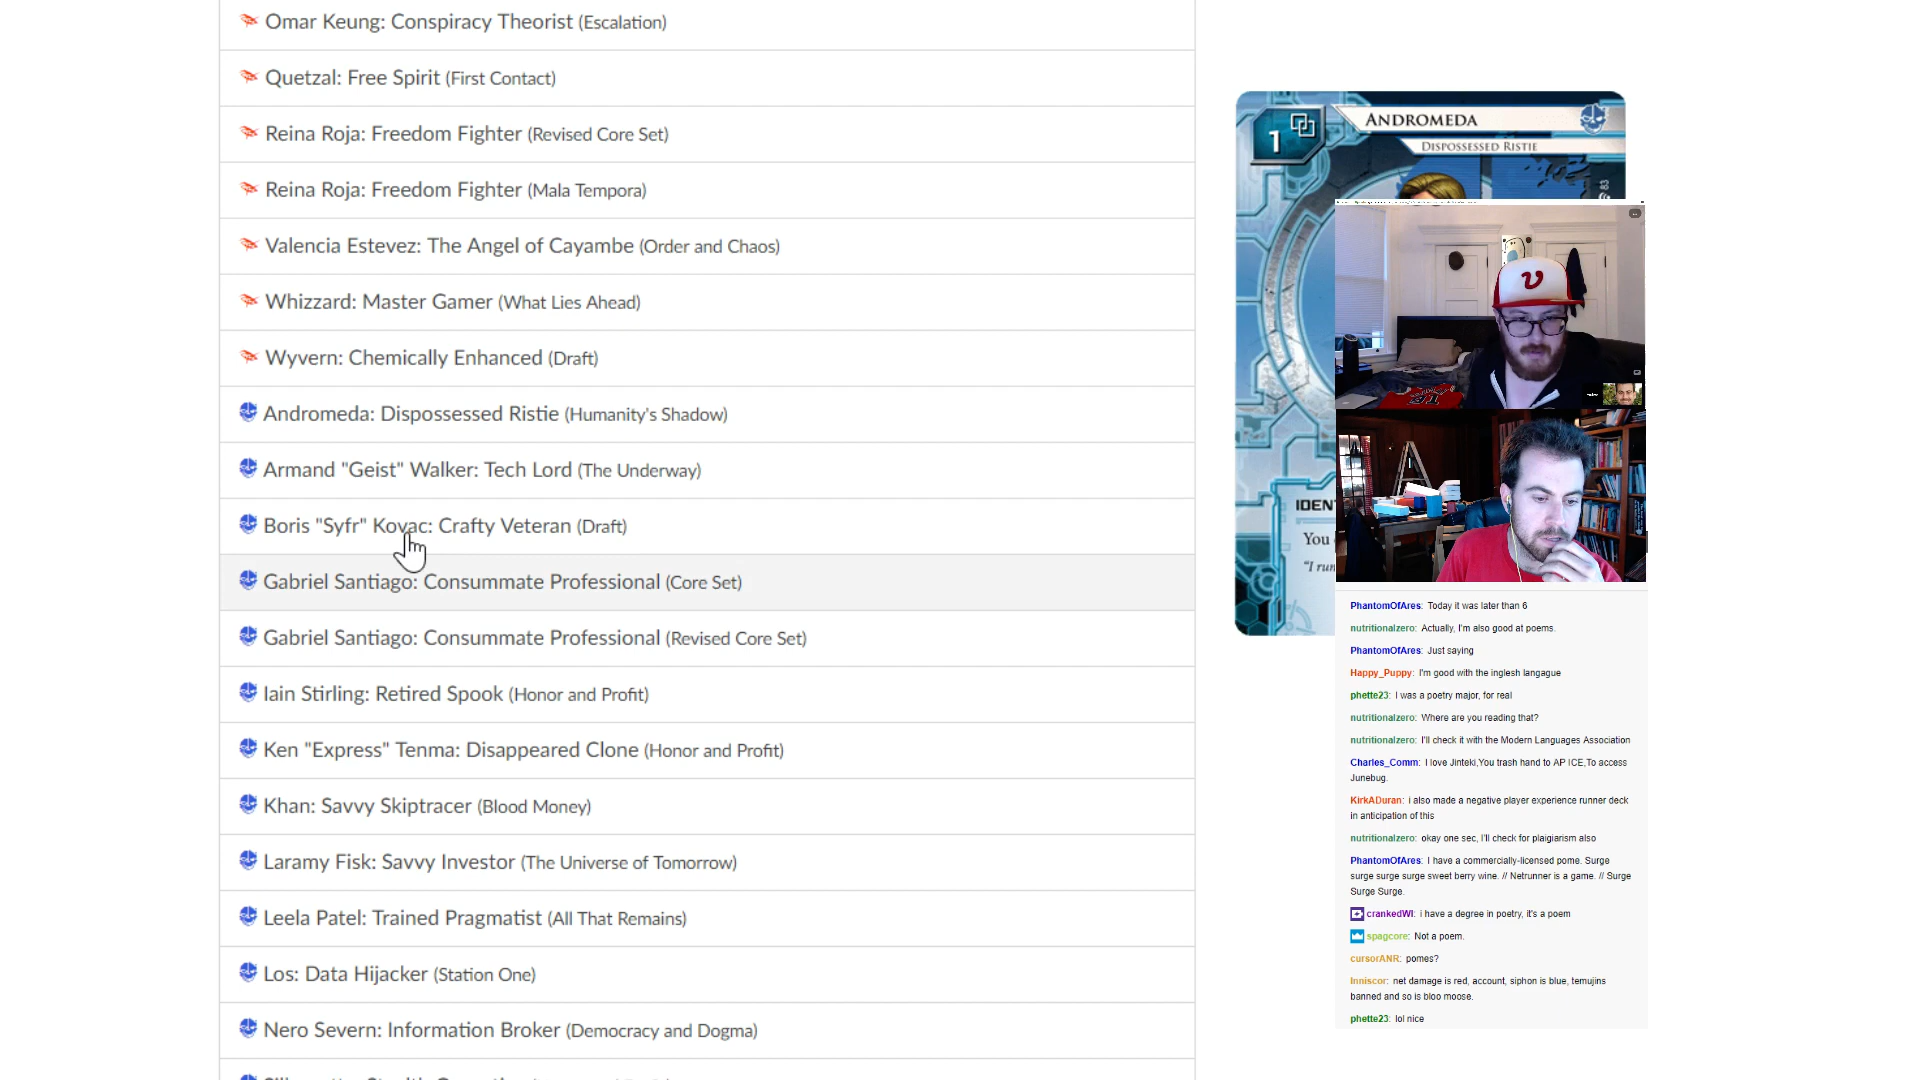 Omar Keung: Conspiracy Theorist (Escalation)
Quetzal: Free Spirit (First Contact)
Reina Roja: Freedom Fighter (Revised Core Set)
Reina Roja: Freedom Fighter (Mala Tempora)
Valencia Estevez: The Angel of Cayambe (Order and Chaos)
Whizzard: Master Gamer (What Lies Ahead)
Wyvern: Chemically Enhanced (Draft)
Andromeda: Dispossessed Ristie (Humanity's Shadow)
Armand "Geist" Walker: Tech Lord (The Underway)
Boris "Syfr" Kovac: Crafty Veteran (Draft)
Gabriel Santiago: Consummate Professional (Core Set)
Gabriel Santiago: Consummate Professional (Revised Core Set)
Iain Stirling: Retired Spook (Honor and Profit)
Ken "Express" Tenma: Disappeared Clone (Honor and Profit)
Khan: Savvy Skiptracer (Blood Money)
Laramy Fisk: Savvy Investor (The Universe of Tomorrow)
Leela Patel: Trained Pragmatist (All That Remains)
Los: Data Hijacker (Station One)
Nero Severn: Information Broker (Democracy and Dogma)
1
ANDROMEDA
DISPOSSESSED RISTIE
83
IDEN
You
"I run
PhantomOfAres: Today it was later than 6
nutritionalzero: Actually, I'm also good at poems.
PhantomOfAres: Just saying
Happy_Puppy: I'm good with the inglesh langague
phette23: I was a poetry major, for real
nutritionalzero: Where are you reading that?
nutritionalzero: I'll check it with the Modern Languages Association
Charles_Comm: I love Jinteki,You trash hand to AP ICE,To access
Junebug.
KirkADuran: i also made a negative player experience runner deck
in anticipation of this
nutritionalzero: okay one sec, I'll check for plaigiarism also
PhantomOfAres: I have a commercially-licensed pome. Surge
surge surge surge sweet berry wine. // Netrunner is a game. // Surge
Surge Surge.
crankedWI: i have a degree in poetry, it's a poem
spagcore: Not a poem.
cursorANR: pomes?
Inniscor: net damage is red, account, siphon is blue, temujins
banned and so is bloo moose.
phette23: lol nice